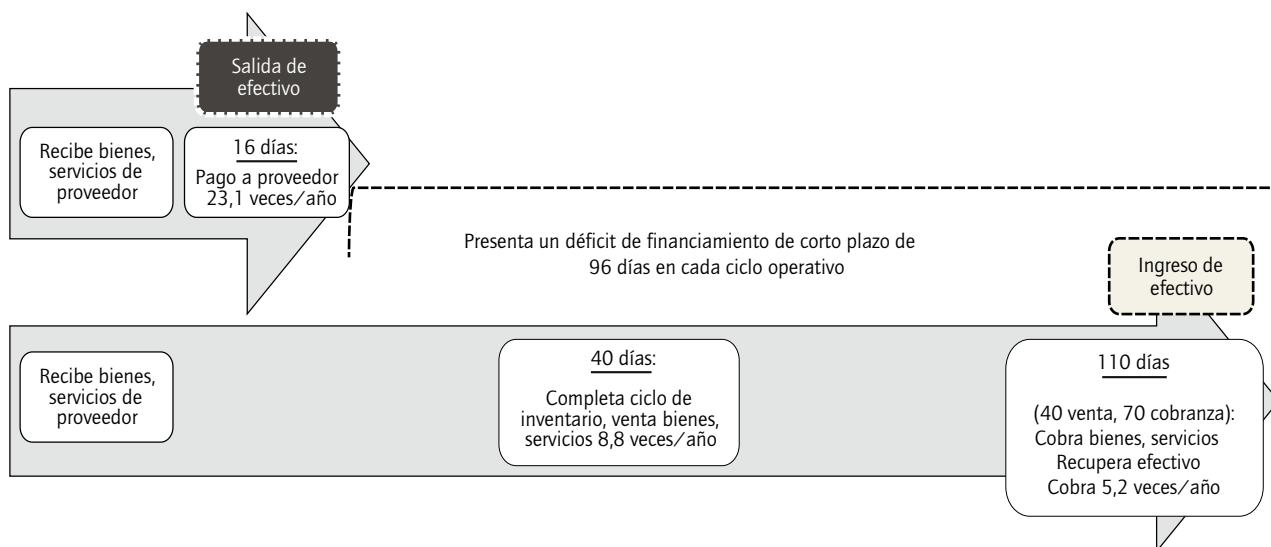 Salida de
efectivo
Recibe bienes,
servicios de
proveedor
16 días:
Pago a proveedor
23,1 veces/año
Presenta un déficit de financiamiento de corto plazo de
96 días en cada ciclo operativo
Ingreso de
efectivo
Recibe bienes,
servicios de
proveedor
40 días:
Completa ciclo de
inventario, venta bienes,
servicios 8,8 veces/año
110 días
(40 venta, 70 cobranza):
Cobra bienes, servicios
Recupera efectivo
Cobra 5,2 veces/año